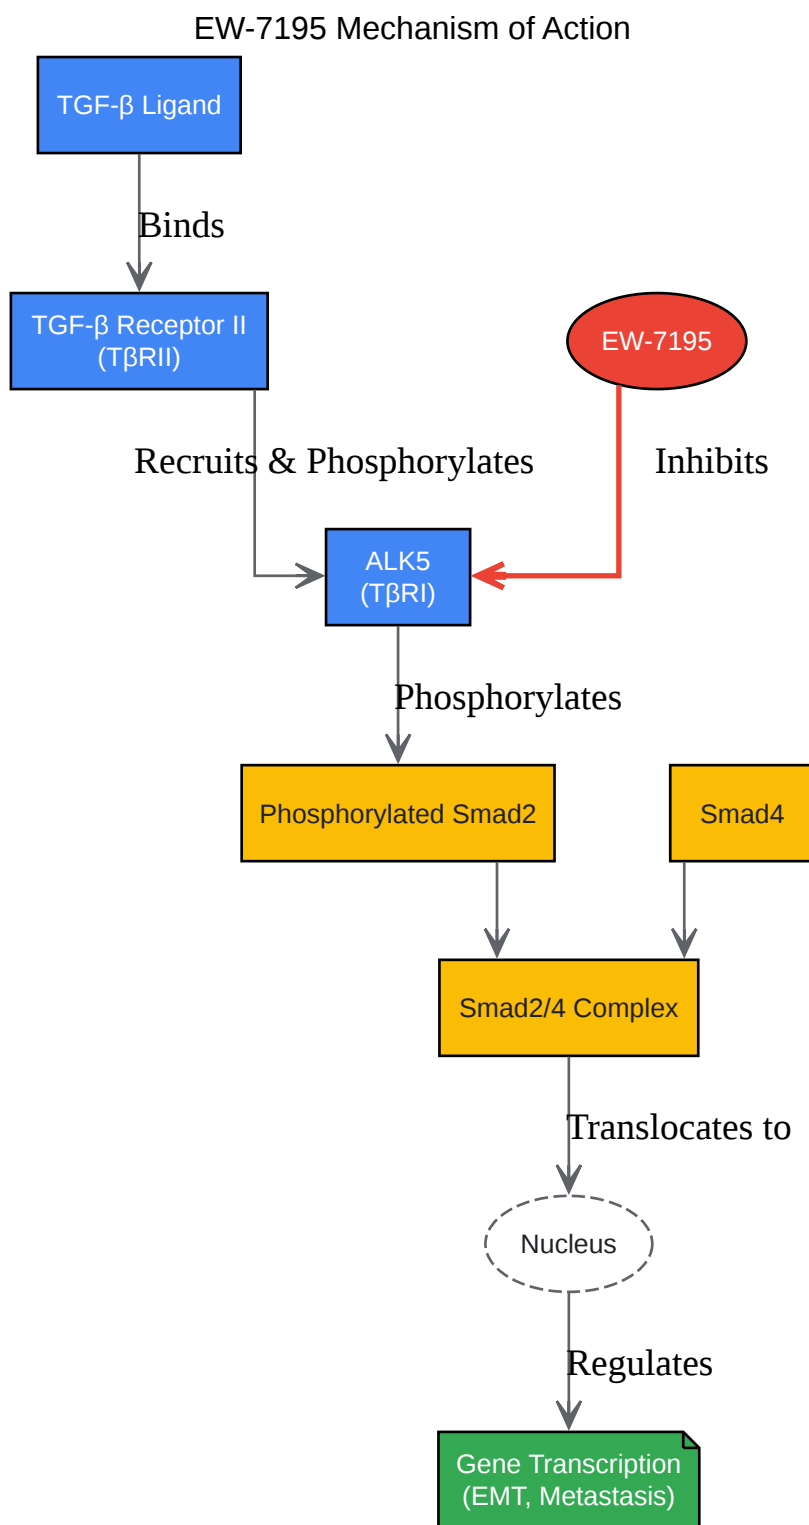 EW-7195 Mechanism of Action
TGF-β Ligand
Binds
TGF-β Receptor II
(TβRII)
EW-7195
Recruits & Phosphorylates
Inhibits
ALK5
(TβRI)
Phosphorylates
Phosphorylated Smad2
Smad4
Smad2/4 Complex
Translocates to
Nucleus
Regulates
Gene Transcription
(EMT, Metastasis)